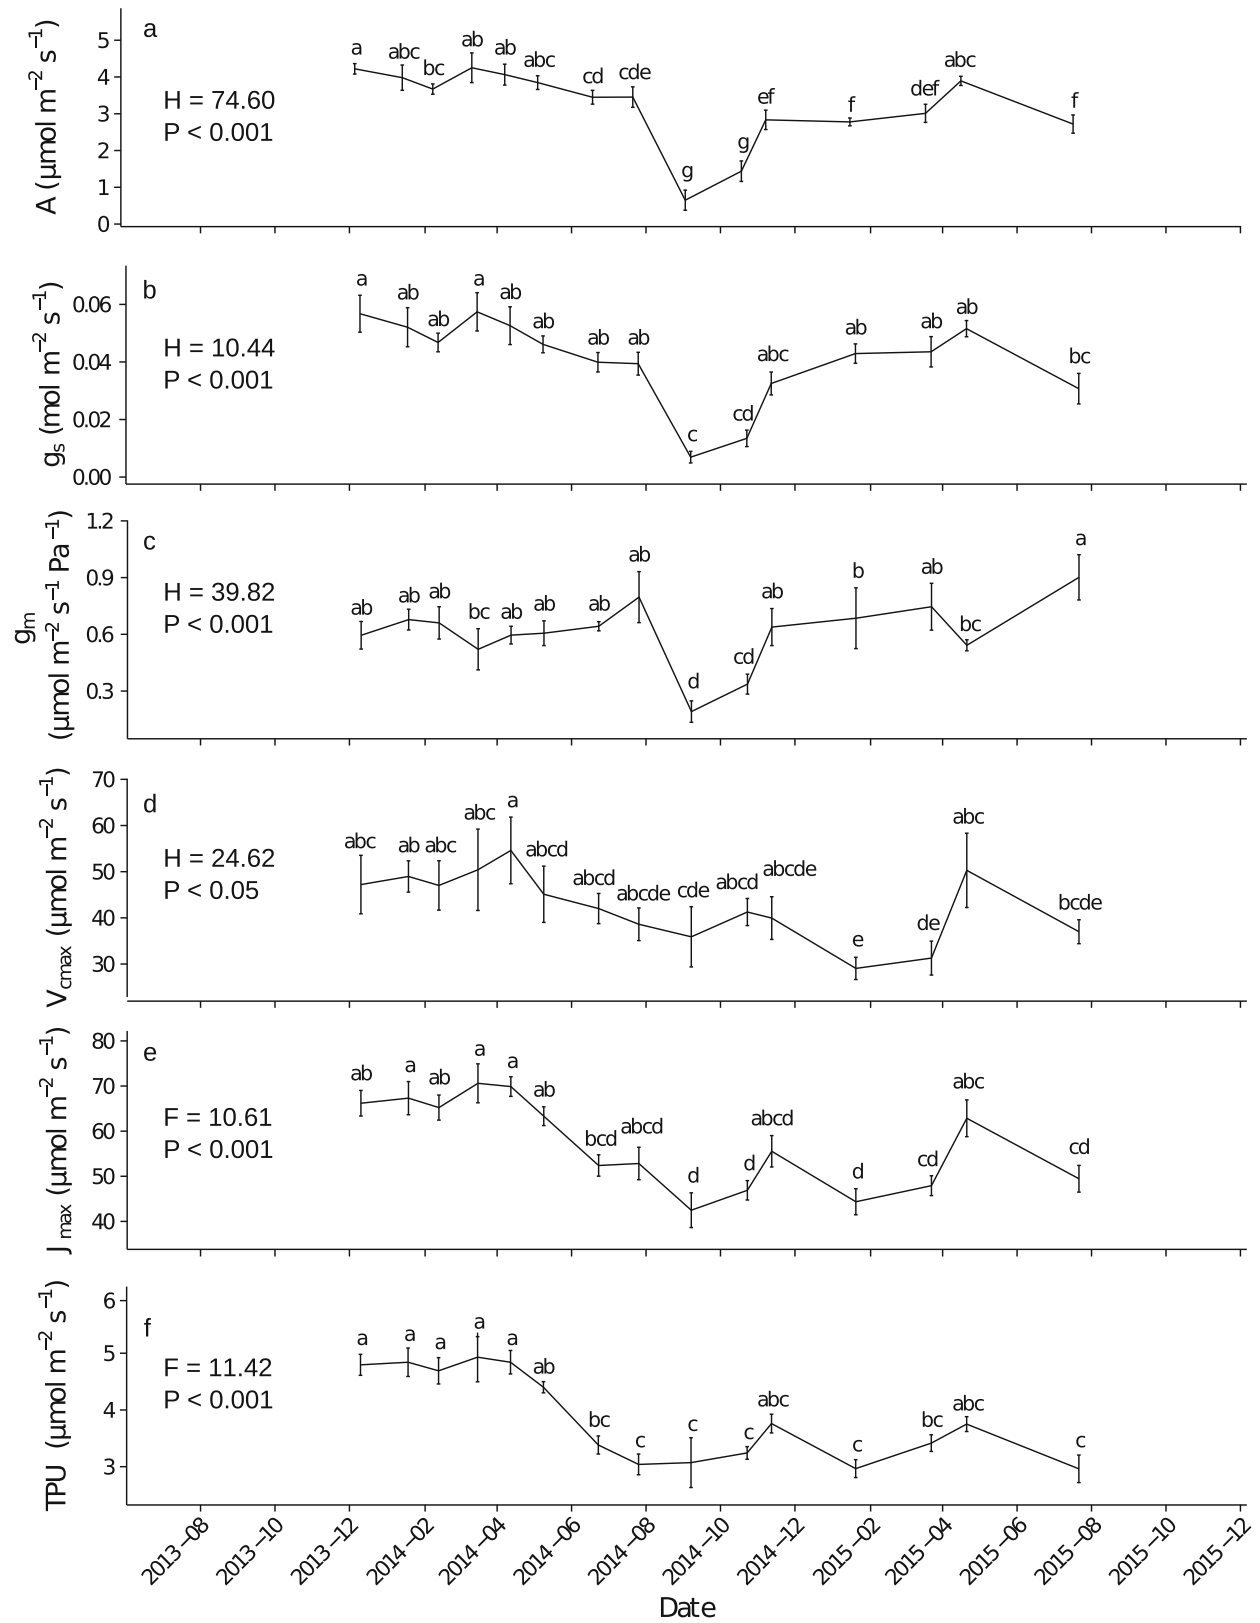 A (µmol m−2 s−1)
a
H = 74.60
P < 0.001
5
4
3
2
1
0
a abc bc ab ab abc cd cde g g ef f def abc f
gs (mol m−2 s−1)
b
H = 10.44
P < 0.001
0.06
0.04
0.02
0.00
a ab ab a ab ab ab ab c cd abc ab ab ab bc
gm
(µmol m−2 s−1 Pa−1)
c
H = 39.82
P < 0.001
1.2
0.9
0.6
0.3
ab ab ab bc ab ab ab ab d cd ab b ab bc a
Vcmax (µmol m−2 s−1)
d
H = 24.62
P < 0.05
70
60
50
40
30
abc ab abc abc a abcd abcd abcde cde abcd abcde e de abc bcde
Jmax (µmol m−2 s−1)
e
F = 10.61
P < 0.001
80
70
60
50
40
ab a ab a a ab bcd abcd d d abcd d cd abc cd
TPU (µmol m−2 s−1)
f
F = 11.42
P < 0.001
6
5
4
3
a a a a a ab bc c c c abc c bc abc c
2013−08 2013−10 2013−12 2014−02 2014−04 2014−06 2014−08 2014−10 2014−12 2015−02 2015−04 2015−06 2015−08 2015−10 2015−12
Date